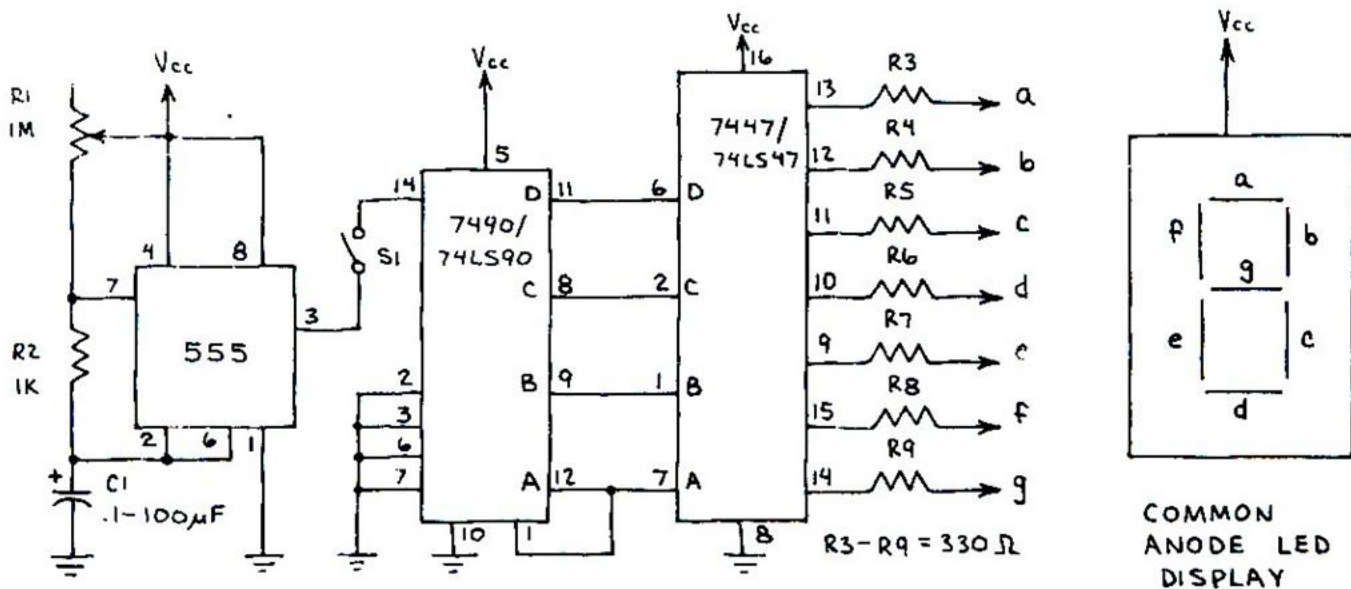 Vcc
R1
1M
4
8
7
555
3
R2
1K
2
6
1
+
C1
.1-100µF
S1
Vcc
5
14
7490/
74LS90
D
11
C
8
B
9
A
12
2
3
6
7
10
1
Vcc
16
7447/
74LS47
6
D
2
C
1
B
7
A
8
13
R3
a
12
R4
b
11
R5
c
10
R6
d
9
R7
e
15
R8
f
14
R9
g
R3-R9 = 330Ω
Vcc
a
f
b
g
e
c
d
COMMON
ANODE LED
DISPLAY